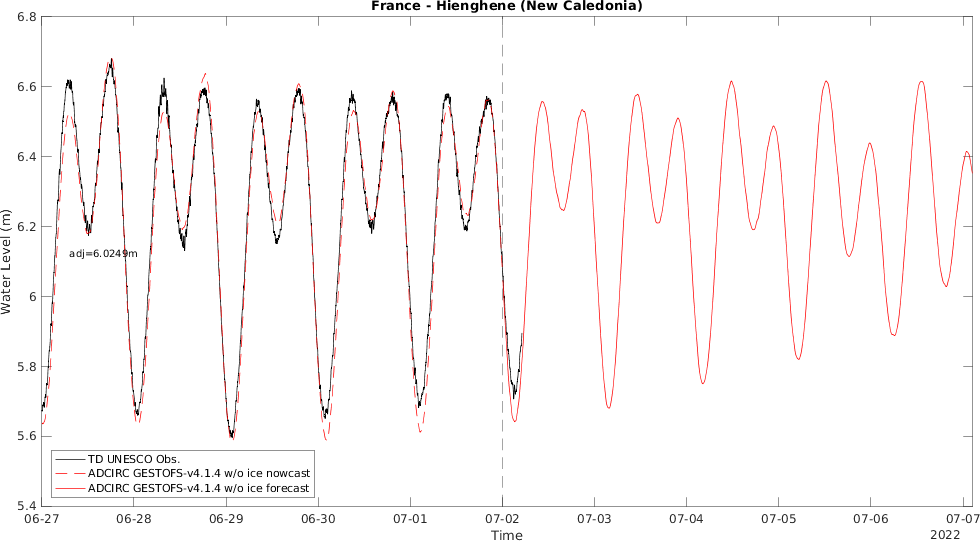 France - Hienghene (New Caledonia)
6.8
6.6
6.4
6.2
6
5.8
5.6
5.4
Water Level (m)
adj=6.0249m
TD UNESCO Obs.
ADCIRC GESTOFS-v4.1.4 w/o ice nowcast
ADCIRC GESTOFS-v4.1.4 w/o ice forecast
06-27 06-28 06-29 06-30 07-01 07-02 07-03 07-04 07-05 07-06 07-07
Time
2022